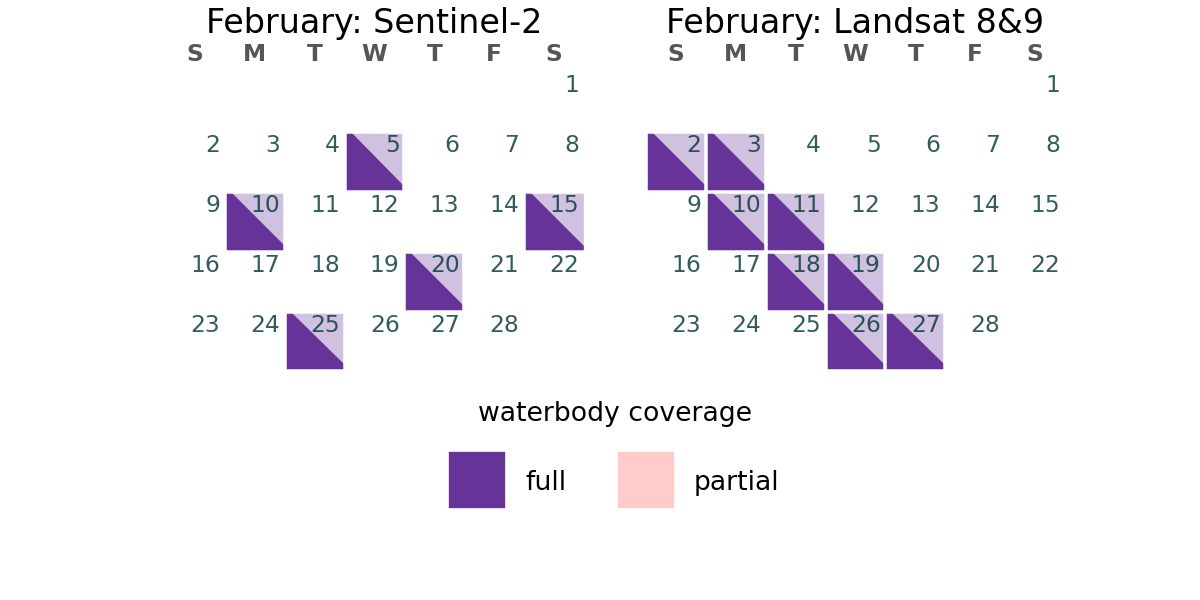 February: Sentinel-2
S M T W T F S
1
2 3 4 5 6 7 8
9 10 11 12 13 14 15
16 17 18 19 20 21 22
23 24 25 26 27 28
February: Landsat 8&9
S M T W T F S
1
2 3 4 5 6 7 8
9 10 11 12 13 14 15
16 17 18 19 20 21 22
23 24 25 26 27 28
waterbody coverage
full partial